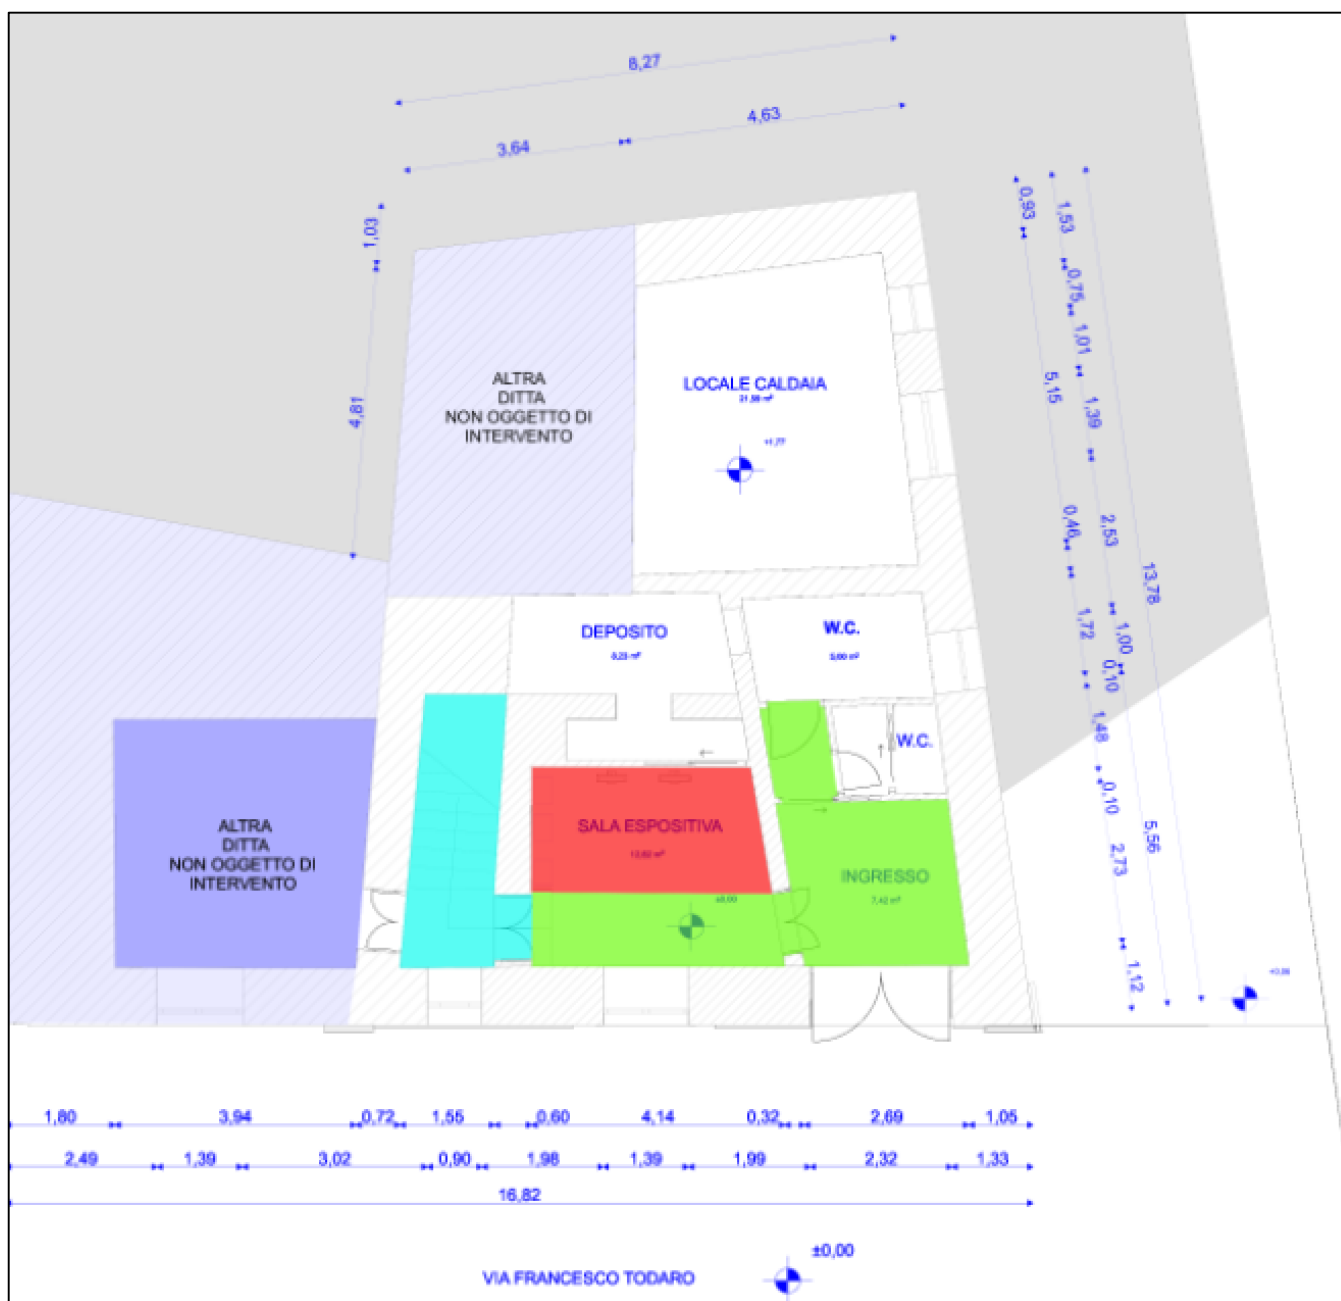 8,27
4,63
3,64
1,03
0,93
1,53
0,75
1,01
5,15
1,39
4,81
0,46
2,53
13,78
1,72
1,00
0,10
1,48
0,10
5,56
2,73
1,12
ALTRA
DITTA
NON OGGETTO DI
INTERVENTO
LOCALE CALDAIA
DEPOSITO
W.C.
W.C.
ALTRA
DITTA
NON OGGETTO DI
INTERVENTO
SALA ESPOSITIVA
INGRESSO
7,42 m²
1,80 3,94 0,72 1,55 0,60 4,14 0,32 2,69 1,05
2,49 1,39 3,02 0,90 1,98 1,39 1,99 2,32 1,33
16,82
±0,00
VIA FRANCESCO TODARO